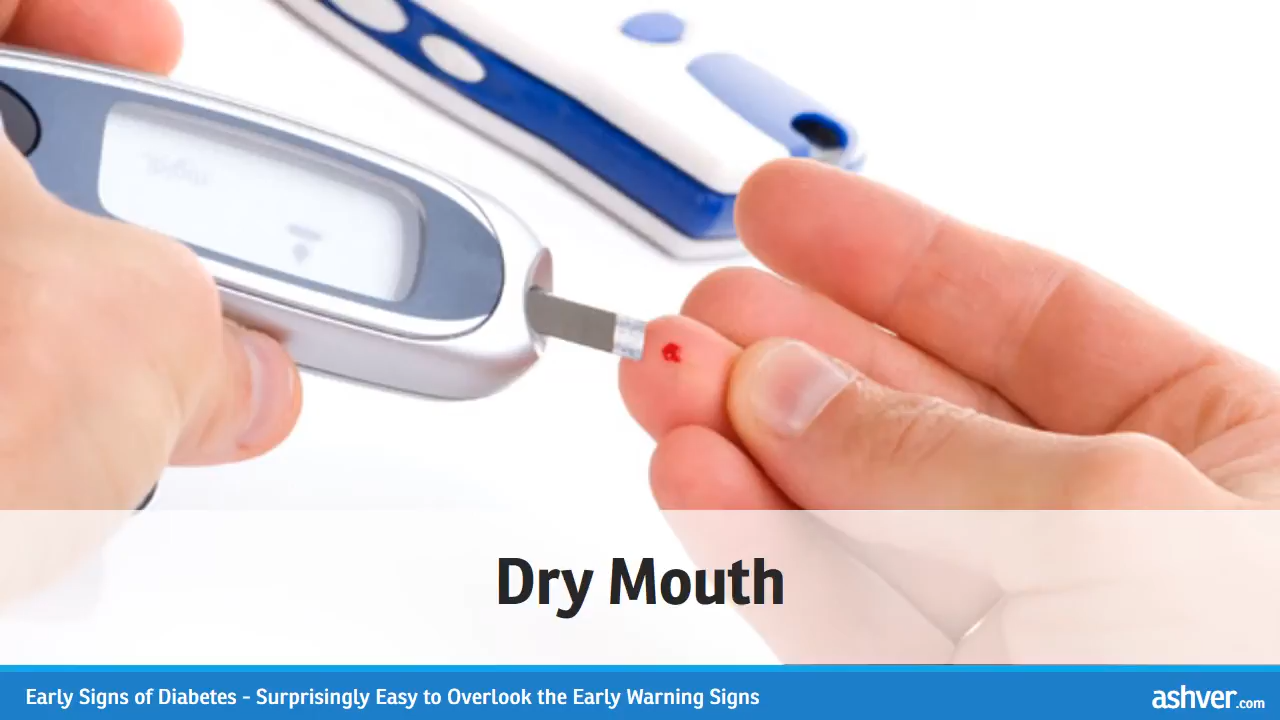 Dry Mouth
Early Signs of Diabetes - Surprisingly Easy to Overlook the Early Warning Signs
ashver.com